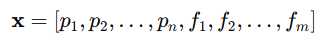 x = [p₁, p₂, . . . , pₙ, f₁, f₂, . . . , fₘ]